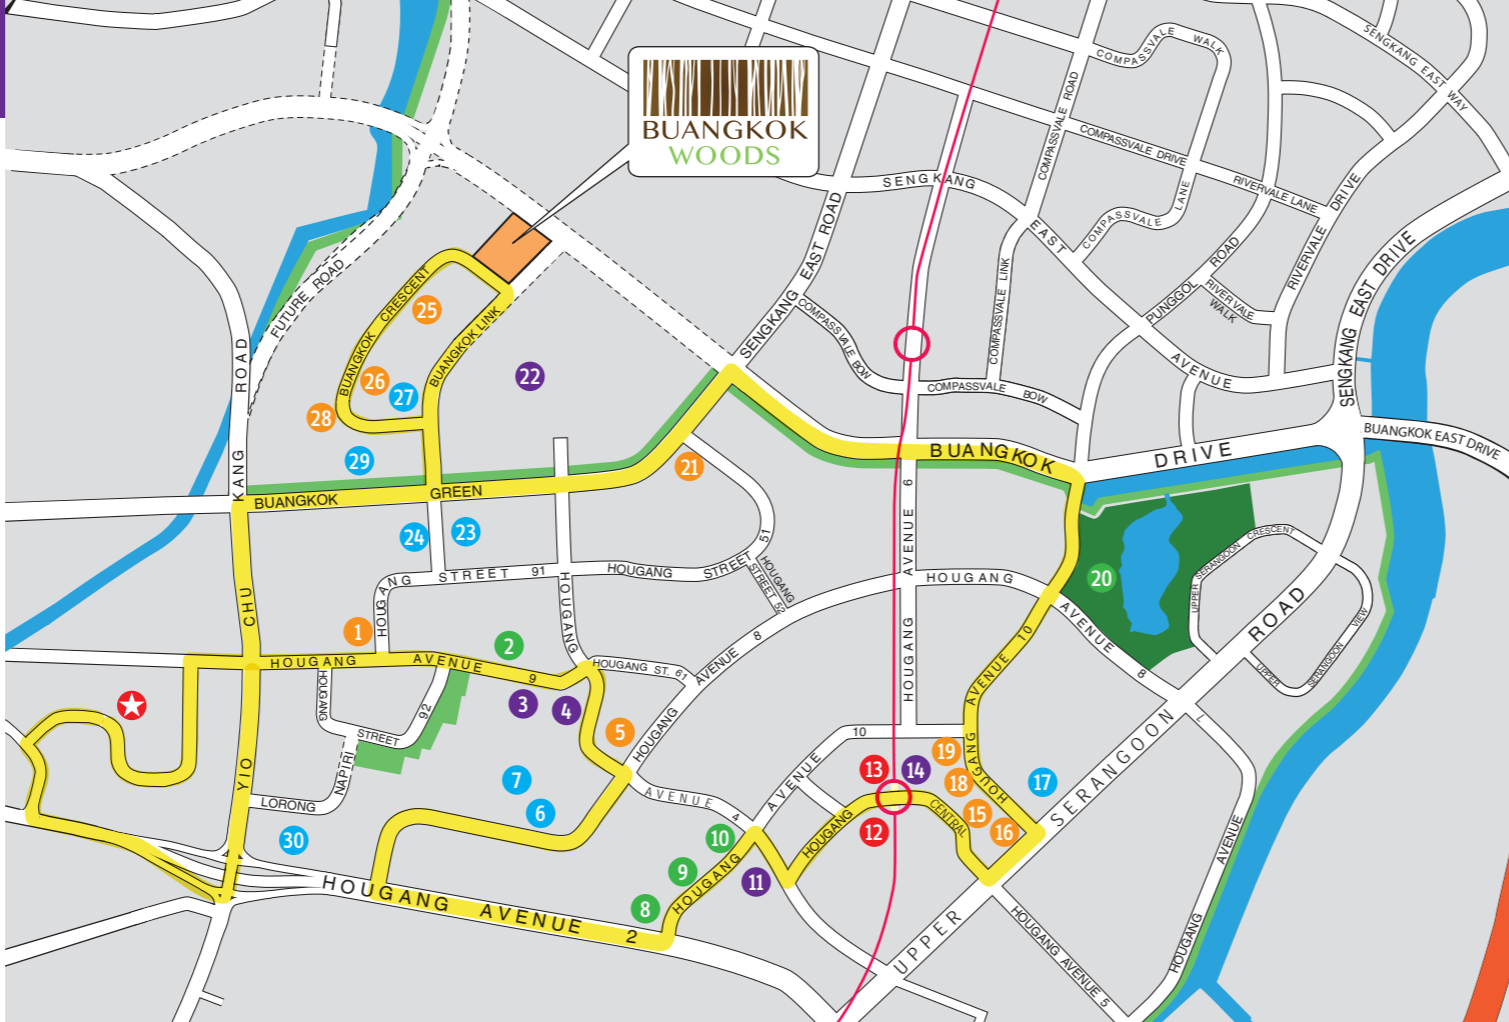 BUANGKOK
WOODS
COMPASSVALE WALK
SENGKANG EAST WAY
COMPASSVALE ROAD
COMPASSVALE DRIVE
RIVERVALE LANE
RIVERVALE DRIVE
COMPASSVALE LANE
SENGKANG EAST AVENUE
SENGKANG EAST ROAD
SENGKANG EAST DRIVE
PUNGGOL ROAD
RIVERVALE WALK
COMPASSVALE LINK
COMPASSVALE BOW
COMPASSVALE BOW
FUTURE ROAD
BUANGKOK CRESCENT
BUANGKOK LINK
25
26
27
28
22
29
21
KANG ROAD
BUANGKOK GREEN
BUANGKOK DRIVE
BUANGKOK EAST DRIVE
24
23
HOUGANG STREET 91
HOUGANG STREET 51
HOUGANG STREET 52
HOUGANG AVENUE 6
HOUGANG AVENUE 8
HOUGANG AVENUE 8
20
UPPER SERANGOON CRESCENT
UPPER SERANGOON VIEW
UPPER SERANGOON ROAD
CHU
YIO
1
2
HOUGANG AVENUE 9
HOUGANG
HOUGANG ST. 61
3
4
5
HOUGANG STREET 92
LORONG NAPIRI
7
6
30
HOUGANG AVENUE 4
AVENUE 10
HOUGANG AVENUE 10
13
14
19
18
17
15
16
12
HOUGANG CENTRAL
10
9
11
8
HOUGANG
HOUGANG AVENUE 2
HOUGANG AVENUE 5
HOUGANG AVENUE 7